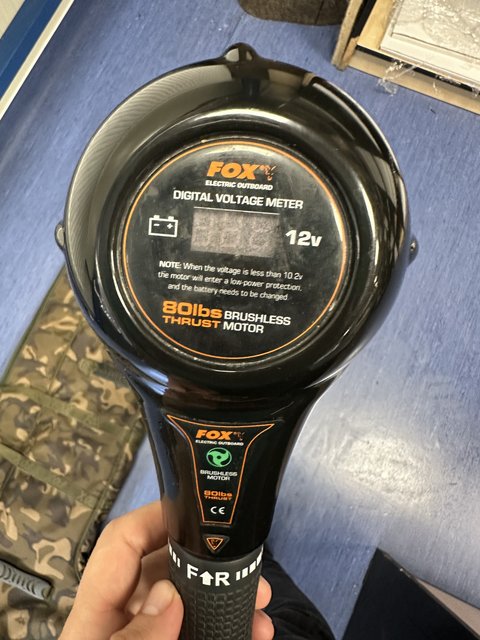 FOX
ELECTRIC OUTBOARD
DIGITAL VOLTAGE METER
12v
NOTE: When the voltage is less than 10.2v
the motor will enter a low-power protection,
and the battery needs to be changed
80lbs BRUSHLESS
THRUST MOTOR
FOX
ELECTRIC OUTBOARD
BRUSHLESS
MOTOR
80lbs
THRUST
CE
F R